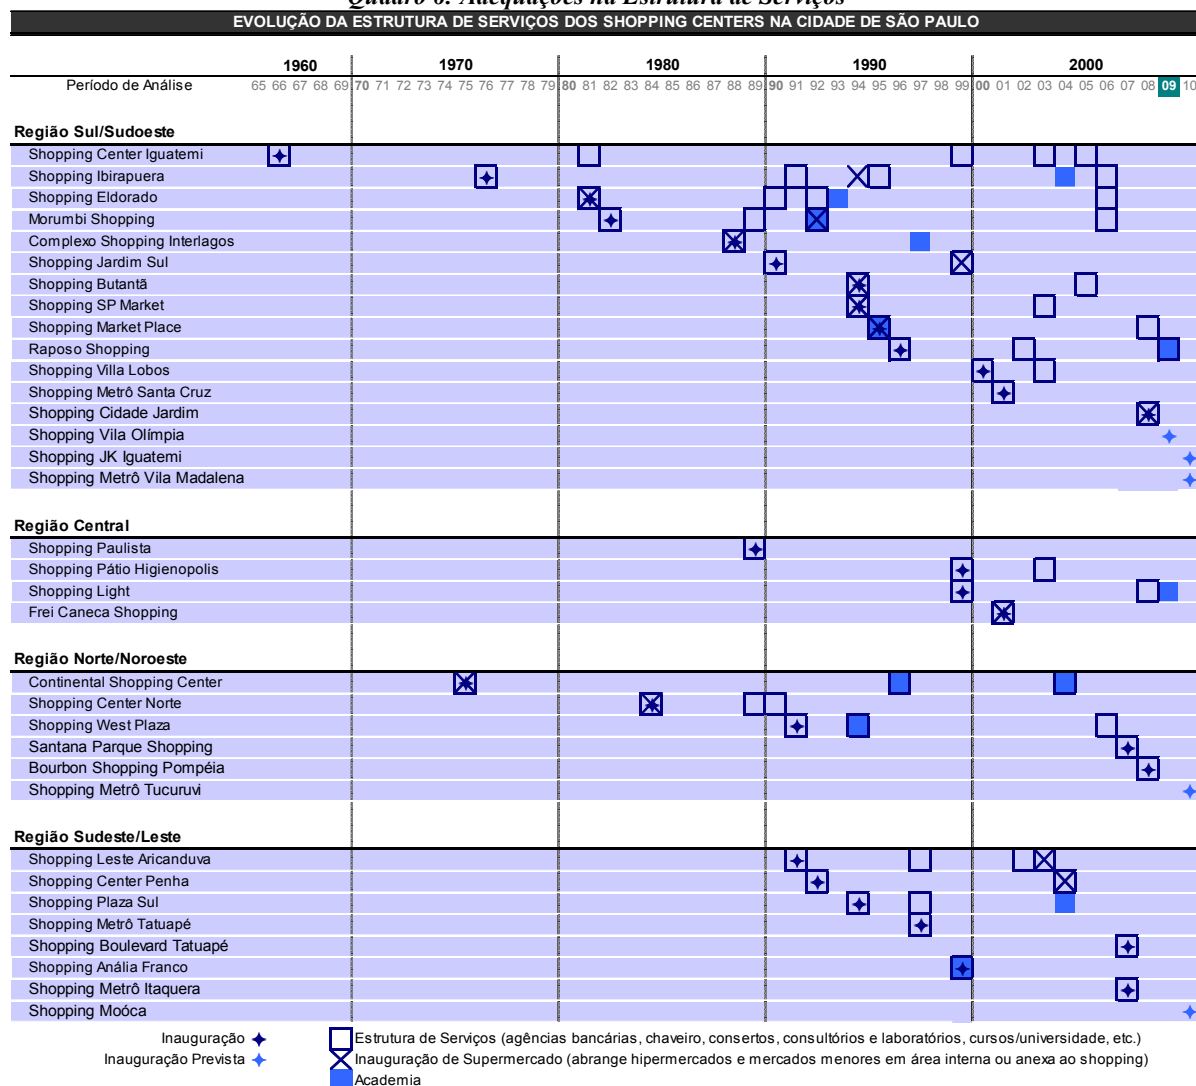 Quadro 6: Adequações na Estrutura de Serviços
EVOLUÇÃO DA ESTRUTURA DE SERVIÇOS DOS SHOPPING CENTERS NA CIDADE DE SÃO PAULO
1960 1970 1980 1990 2000
Período de Análise 65 66 67 68 69 70 71 72 73 74 75 76 77 78 79 80 81 82 83 84 85 86 87 88 89 90 91 92 93 94 95 96 97 98 99 00 01 02 03 04 05 06 07 08 09 10
Região Sul/Sudoeste
Shopping Center Iguatemi
Shopping Ibirapuera
Shopping Eldorado
Morumbi Shopping
Complexo Shopping Interlagos
Shopping Jardim Sul
Shopping Butantã
Shopping SP Market
Shopping Market Place
Raposo Shopping
Shopping Villa Lobos
Shopping Metrô Santa Cruz
Shopping Cidade Jardim
Shopping Vila Olímpia
Shopping JK Iguatemi
Shopping Metrô Vila Madalena
Região Central
Shopping Paulista
Shopping Pátio Higienopolis
Shopping Light
Frei Caneca Shopping
Região Norte/Noroeste
Continental Shopping Center
Shopping Center Norte
Shopping West Plaza
Santana Parque Shopping
Bourbon Shopping Pompéia
Shopping Metrô Tucuruvi
Região Sudeste/Leste
Shopping Leste Aricanduva
Shopping Center Penha
Shopping Plaza Sul
Shopping Metrô Tatuapé
Shopping Boulevard Tatuapé
Shopping Anália Franco
Shopping Metrô Itaquera
Shopping Moóca
Inauguração Estrutura de Serviços (agências bancárias, chaveiro, consertos, consultórios e laboratórios, cursos/universidade, etc.)
Inauguração Prevista Inauguração de Supermercado (abrange hipermercados e mercados menores em área interna ou anexa ao shopping)
Academia